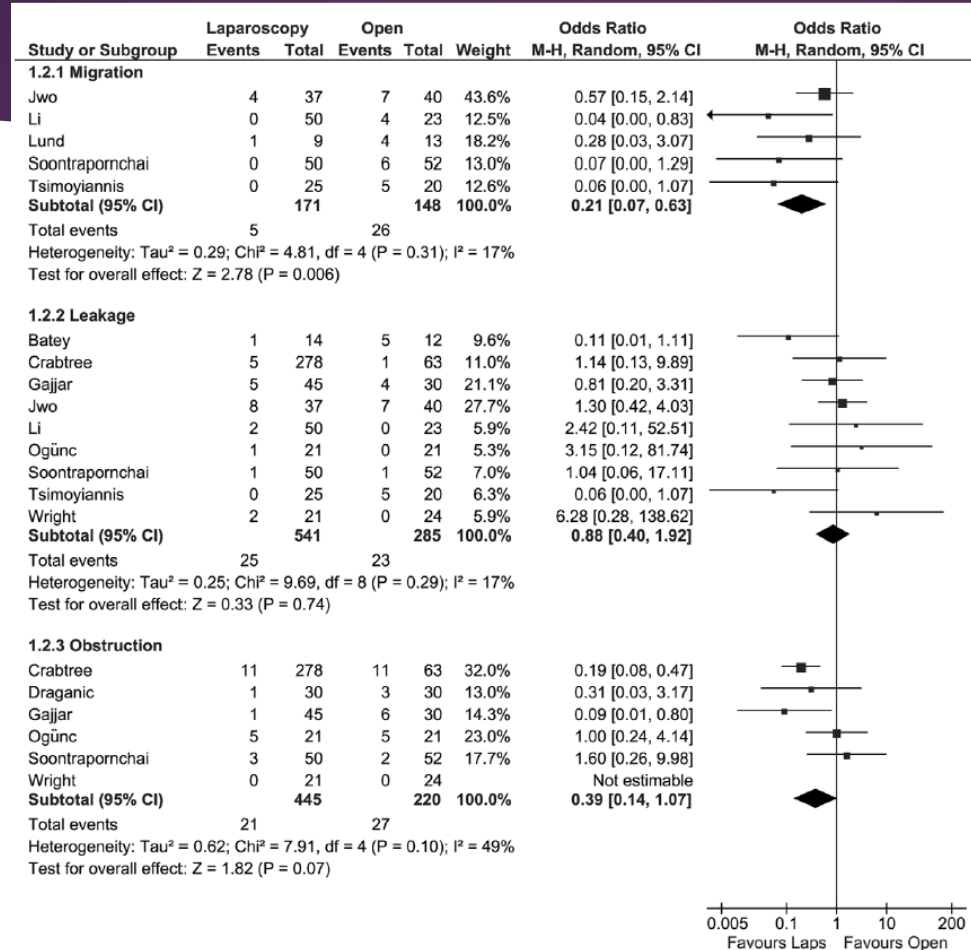 Laparoscopy Open Odds Ratio Odds Ratio
Study or Subgroup Events Total Events Total Weight M-H, Random, 95% CI M-H, Random, 95% CI
1.2.1 Migration
Jwo 4 37 7 40 43.6% 0.57 [0.15, 2.14]
Li 0 50 4 23 12.5% 0.04 [0.00, 0.83]
Lund 1 9 4 13 18.2% 0.28 [0.03, 3.07]
Soontrapornchai 0 50 6 52 13.0% 0.07 [0.00, 1.29]
Tsimoyiannis 0 25 5 20 12.6% 0.06 [0.00, 1.07]
Subtotal (95% CI) 171 148 100.0% 0.21 [0.07, 0.63]
Total events 5 26
Heterogeneity: Tau² = 0.29; Chi² = 4.81, df = 4 (P = 0.31); I² = 17%
Test for overall effect: Z = 2.78 (P = 0.006)
1.2.2 Leakage
Batey 1 14 5 12 9.6% 0.11 [0.01, 1.11]
Crabtree 5 278 1 63 11.0% 1.14 [0.13, 9.89]
Gajjar 5 45 4 30 21.1% 0.81 [0.20, 3.31]
Jwo 8 37 7 40 27.7% 1.30 [0.42, 4.03]
Li 2 50 0 23 5.9% 2.42 [0.11, 52.51]
Ogünc 1 21 0 21 5.3% 3.15 [0.12, 81.74]
Soontrapornchai 1 50 1 52 7.0% 1.04 [0.06, 17.11]
Tsimoyiannis 0 25 5 20 6.3% 0.06 [0.00, 1.07]
Wright 2 21 0 24 5.9% 6.28 [0.28, 138.62]
Subtotal (95% CI) 541 285 100.0% 0.88 [0.40, 1.92]
Total events 25 23
Heterogeneity: Tau² = 0.25; Chi² = 9.69, df = 8 (P = 0.29); I² = 17%
Test for overall effect: Z = 0.33 (P = 0.74)
1.2.3 Obstruction
Crabtree 11 278 11 63 32.0% 0.19 [0.08, 0.47]
Draganic 1 30 3 30 13.0% 0.31 [0.03, 3.17]
Gajjar 1 45 6 30 14.3% 0.09 [0.01, 0.80]
Ogünc 5 21 5 21 23.0% 1.00 [0.24, 4.14]
Soontrapornchai 3 50 2 52 17.7% 1.60 [0.26, 9.98]
Wright 0 21 0 24 Not estimable
Subtotal (95% CI) 445 220 100.0% 0.39 [0.14, 1.07]
Total events 21 27
Heterogeneity: Tau² = 0.62; Chi² = 7.91, df = 4 (P = 0.10); I² = 49%
Test for overall effect: Z = 1.82 (P = 0.07)
0.005 0.1 1 10 200
Favours Laps Favours Open